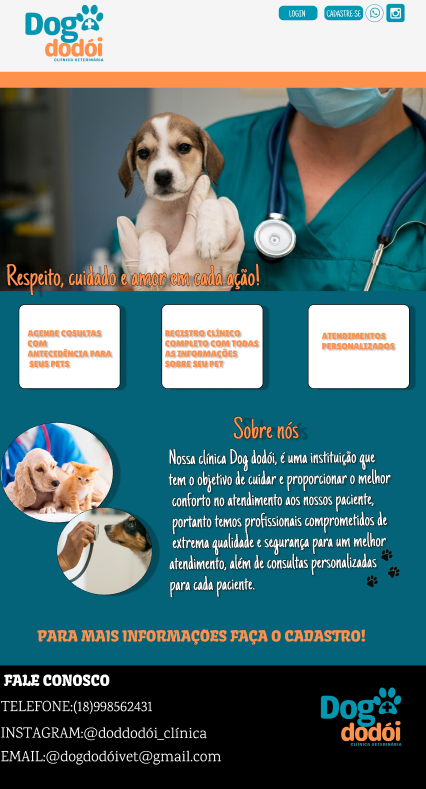 Dog
dodói
CLÍNICA VETERINÁRIA
LOGIN
CADASTRE-SE
Respeito, cuidado e amor em cada ação!
AGENDE COSULTAS
COM
ANTECEDÊNCIA PARA
SEUS PETS
REGISTRO CLÍNICO
COMPLETO COM TODAS
AS INFORMAÇÕES
SOBRE SEU PET
ATENDIMENTOS
PERSONALIZADOS
Sobre nós
Nossa clínica Dog dodói, é uma instituição que
tem o objetivo de cuidar e proporcionar o melhor
conforto no atendimento aos nossos paciente,
portanto temos profissionais comprometidos de
extrema qualidade e segurança para um melhor
atendimento, além de consultas personalizadas
para cada paciente.
PARA MAIS INFORMAÇÕES FAÇA O CADASTRO!
FALE CONOSCO
TELEFONE:(18)998562431
INSTAGRAM:@doddodói_clínica
EMAIL:@dogdodóivet@gmail.com
Dog
dodói
CLÍNICA VETERINÁRIA